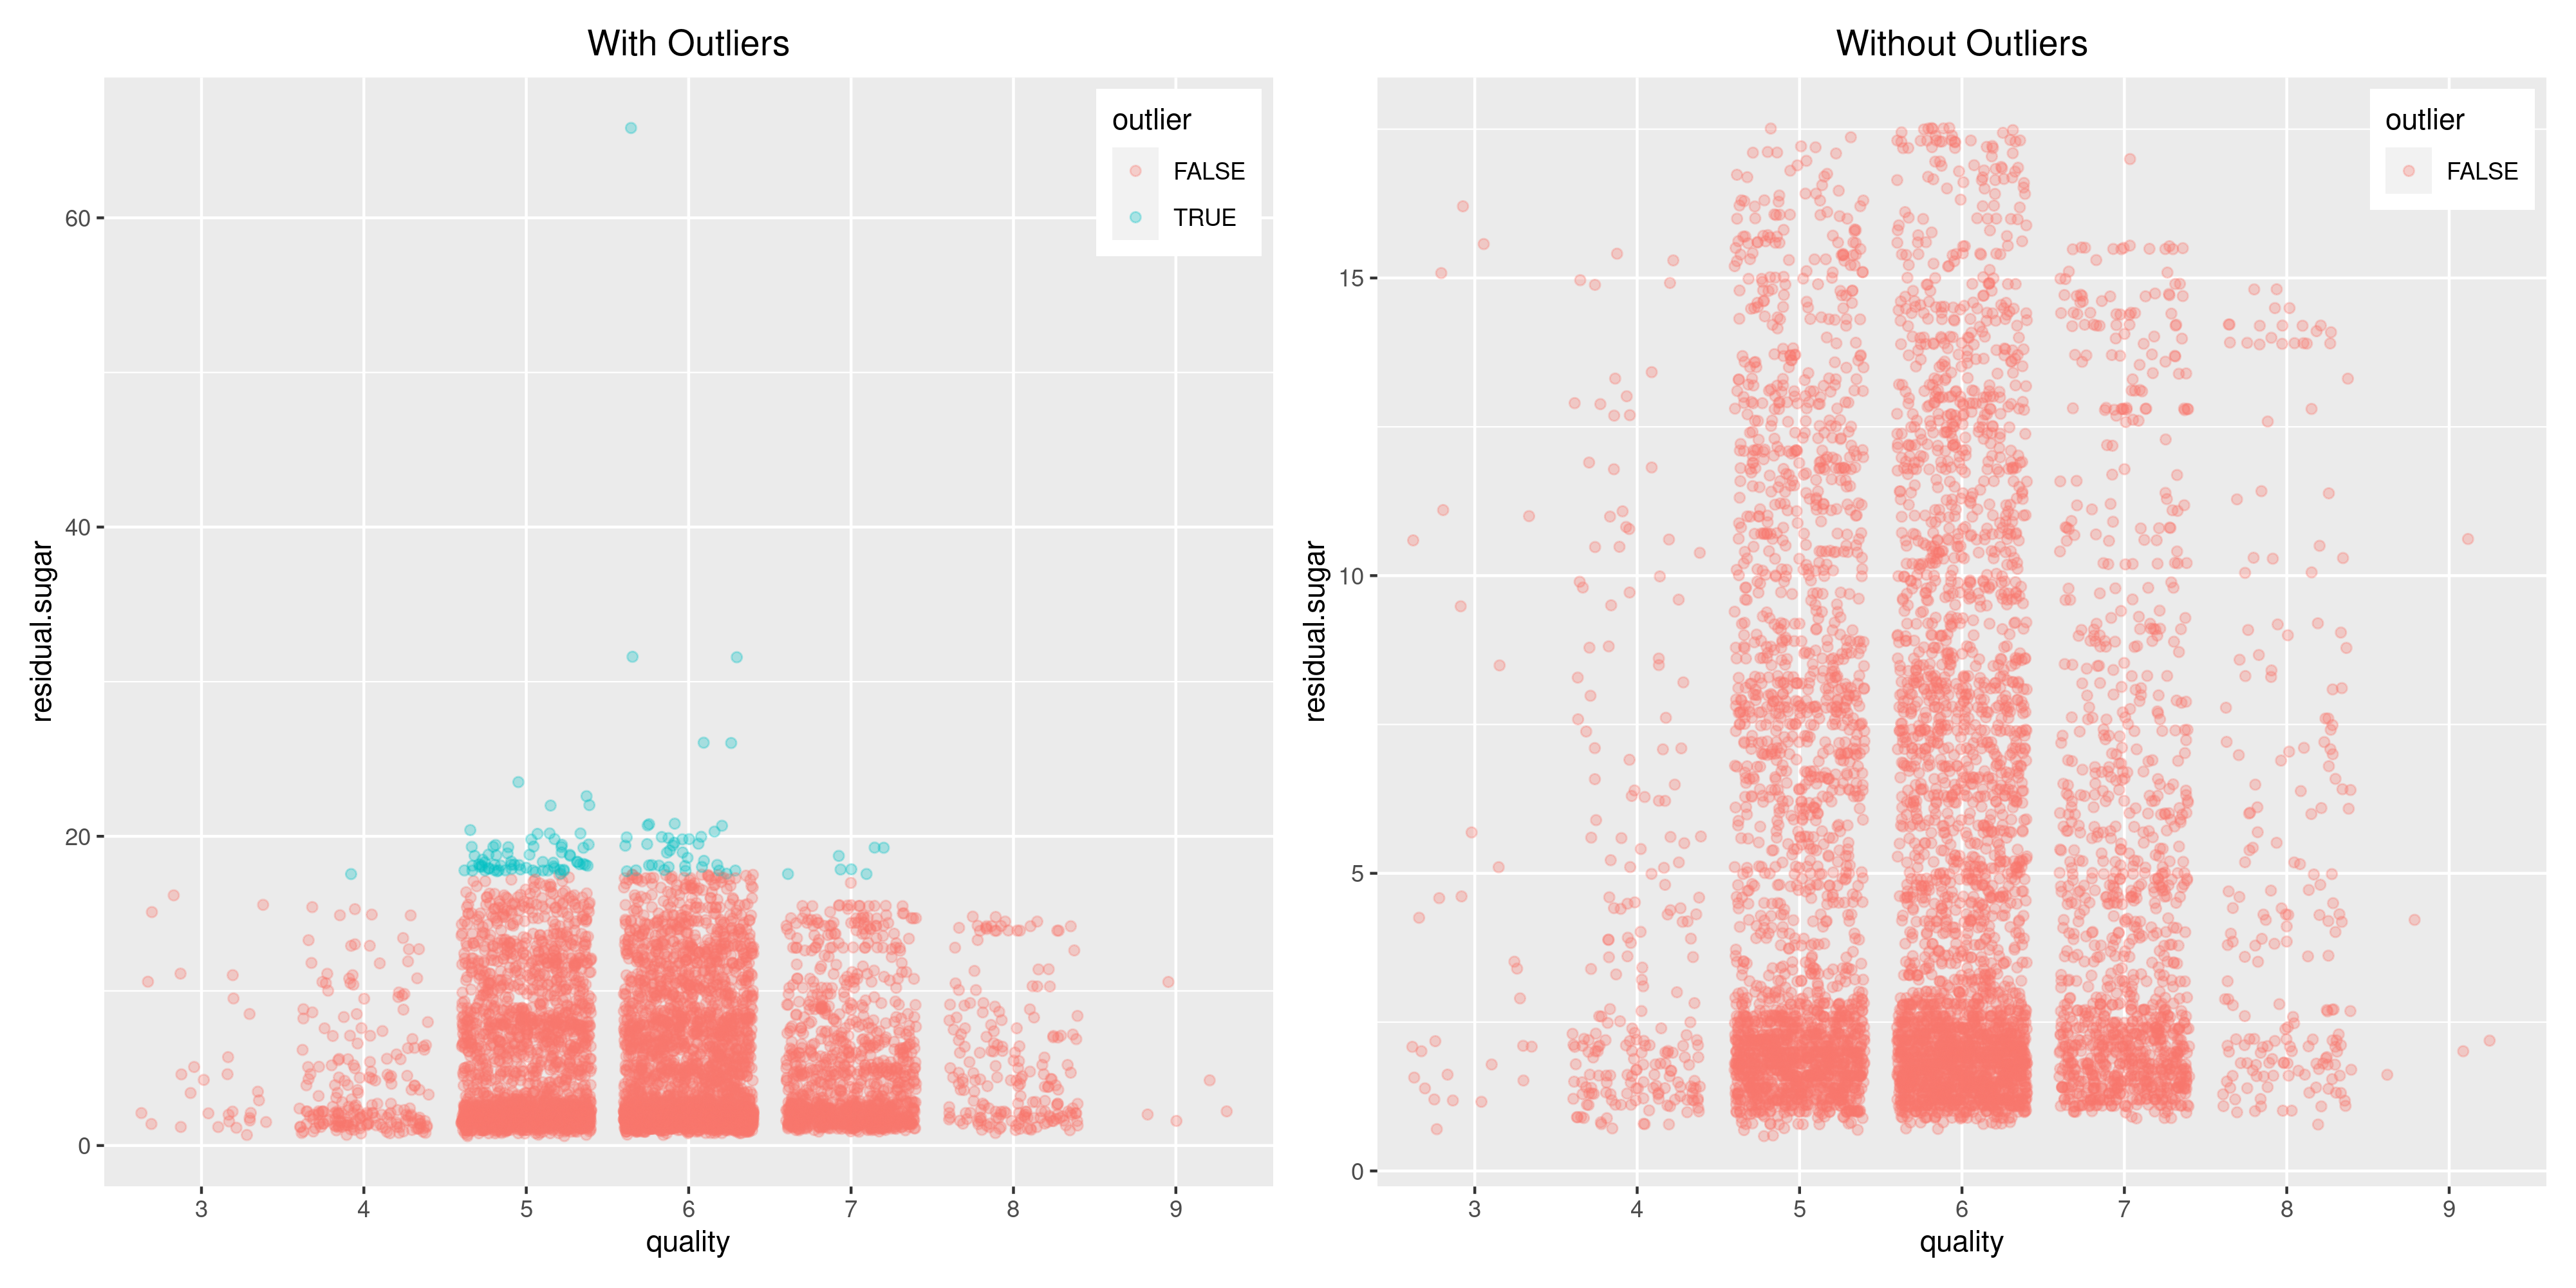 With Outliers
outlier
FALSE
TRUE
60
40
20
0
residual.sugar
3 4 5 6 7 8 9
quality
Without Outliers
outlier
FALSE
15
10
5
0
residual.sugar
3 4 5 6 7 8 9
quality